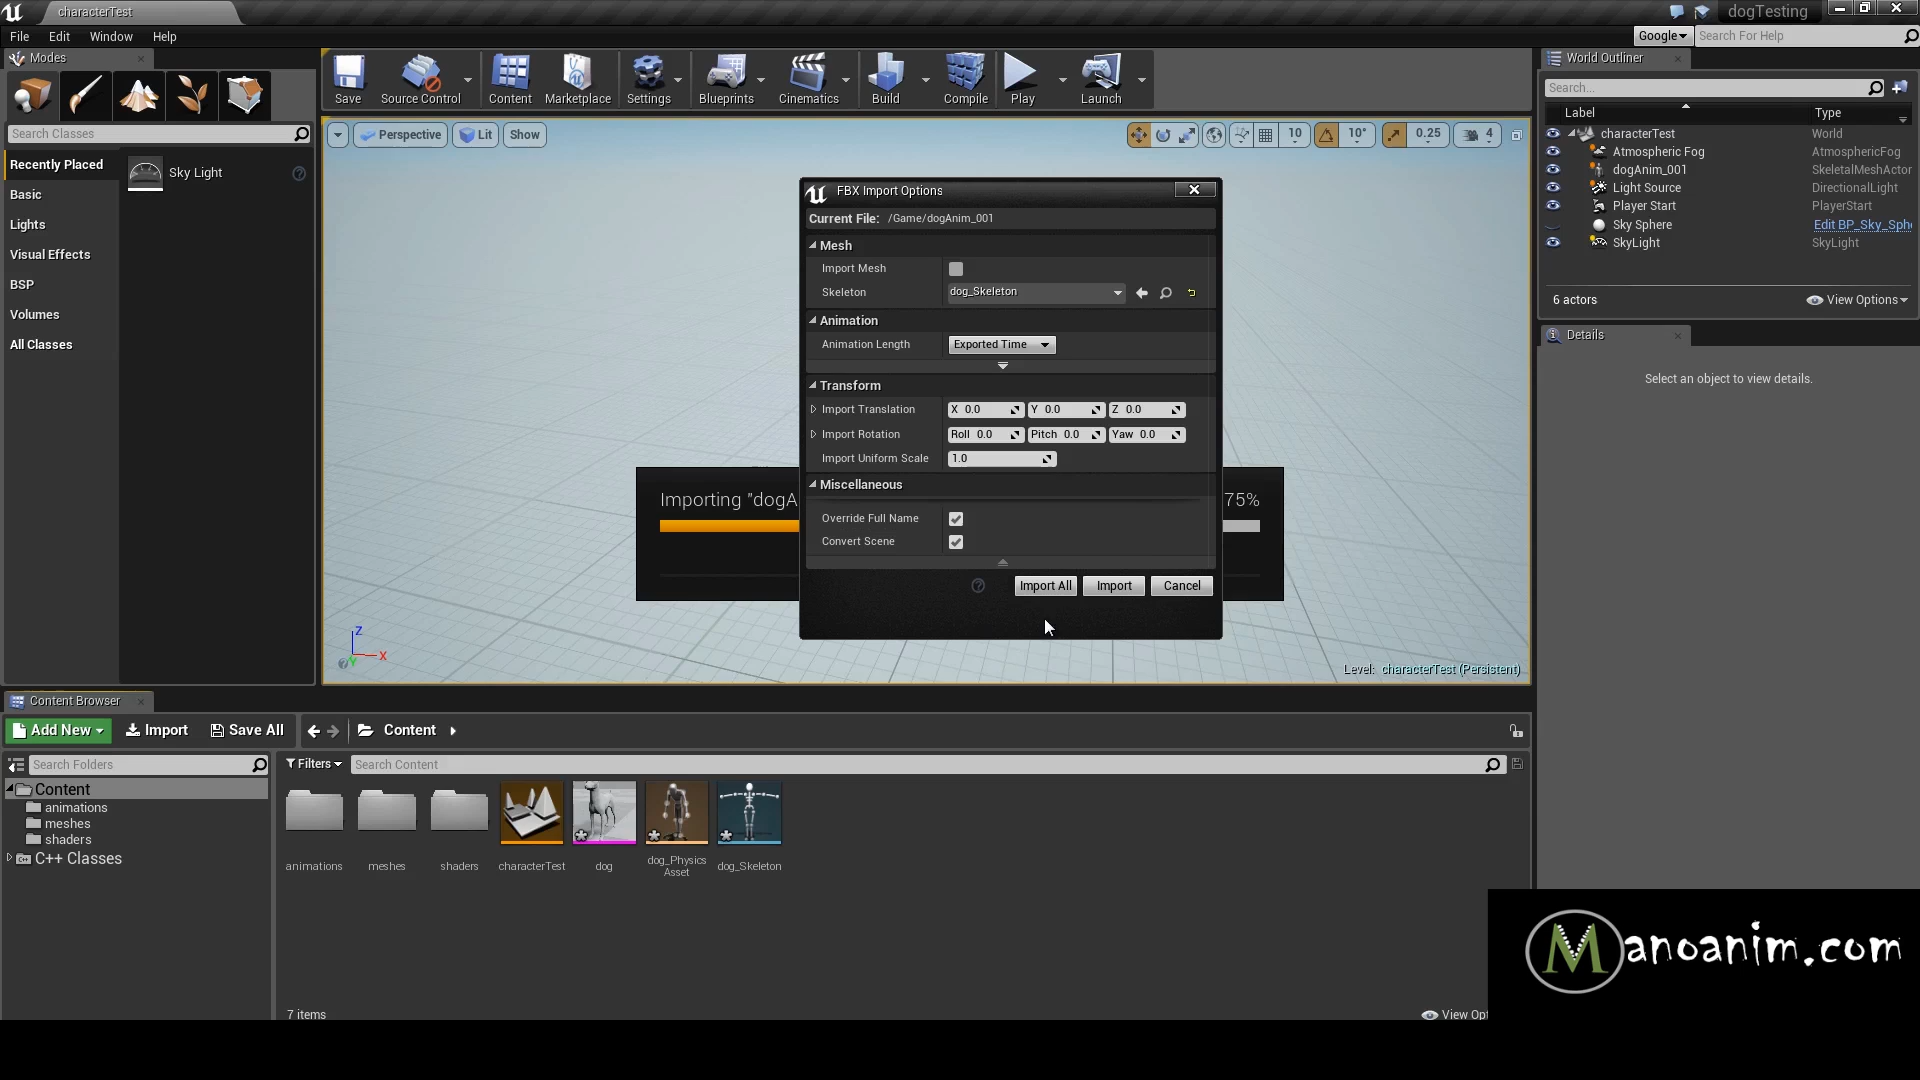 characterTest
dogTesting
File Edit Window Help
Google
Search For Help
Modes
Search Classes
Recently Placed
Basic
Lights
Visual Effects
BSP
Volumes
All Classes
Sky Light
Save
Source Control
Content
Marketplace
Settings
Blueprints
Cinematics
Build
Compile
Play
Launch
Perspective
Lit
Show
10
10°
0.25
4
FBX Import Options
Current File: /Game/dogAnim_001
Mesh
Import Mesh
Skeleton dog_Skeleton
Animation
Animation Length Exported Time
Transform
Import Translation X 0.0 Y 0.0 Z 0.0
Import Rotation Roll 0.0 Pitch 0.0 Yaw 0.0
Import Uniform Scale 1.0
Miscellaneous
Override Full Name
Convert Scene
Import All Import Cancel
Importing "dogA
75%
Z
X
Y
Level: characterTest (Persistent)
World Outliner
Search...
Label Type
characterTest World
Atmospheric Fog AtmosphericFog
dogAnim_001 SkeletalMeshActor
Light Source DirectionalLight
Player Start PlayerStart
Sky Sphere Edit BP_Sky_Sph
SkyLight SkyLight
6 actors
View Options
Details
Select an object to view details.
Content Browser
Add New Import Save All Content
Search Folders
Filters
Search Content
Content
animations
meshes
shaders
C++ Classes
animations
meshes
shaders
characterTest
dog
dog_Physics
Asset
dog_Skeleton
7 items
View Opt
Manoanim.com